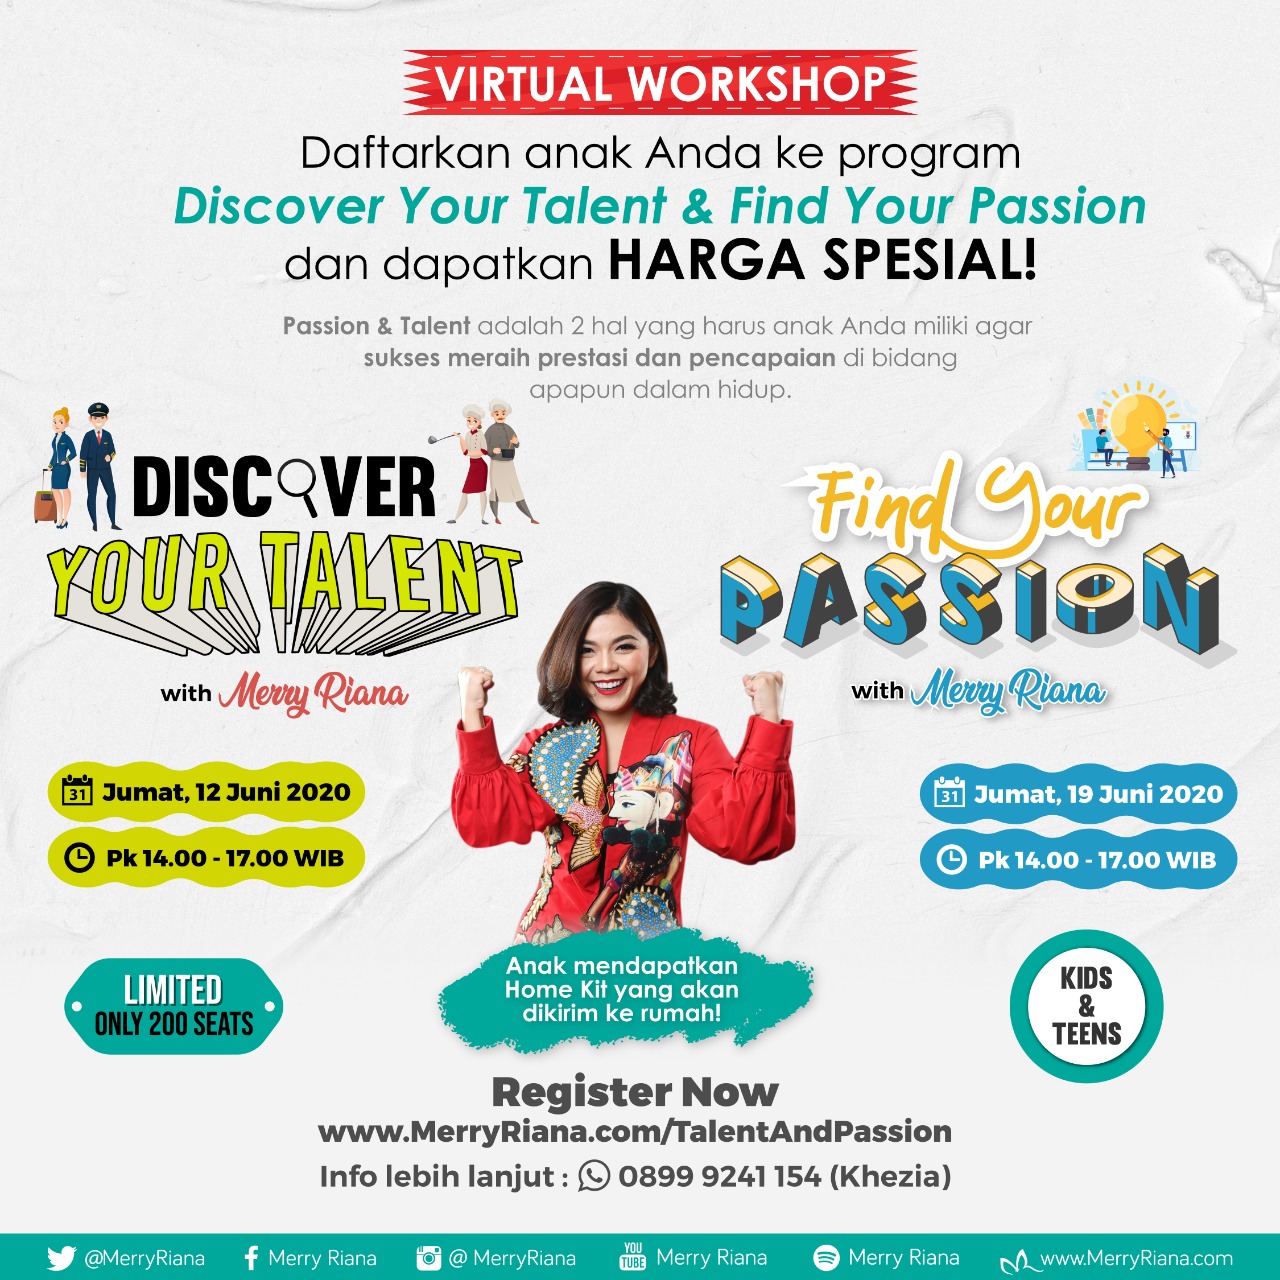 VIRTUAL WORKSHOP
Daftarkan anak Anda ke program
Discover Your Talent & Find Your Passion
dan dapatkan HARGA SPESIAL!
Passion & Talent adalah 2 hal yang harus anak Anda miliki agar
sukses meraih prestasi dan pencapaian di bidang
apapun dalam hidup.
DISCOVER
YOUR TALENT
with Merry Riana
31 Jumat, 12 Juni 2020
Pk 14.00 - 17.00 WIB
Find Your
PASSION
with Merry Riana
31 Jumat, 19 Juni 2020
Pk 14.00 - 17.00 WIB
LIMITED
ONLY 200 SEATS
Anak mendapatkan
Home Kit yang akan
dikirim ke rumah!
KIDS
&
TEENS
Register Now
www.MerryRiana.com/TalentAndPassion
Info lebih lanjut : 0899 9241 154 (Khezia)
@MerryRiana Merry Riana @ MerryRiana YOU TUBE Merry Riana Merry Riana www.MerryRiana.com